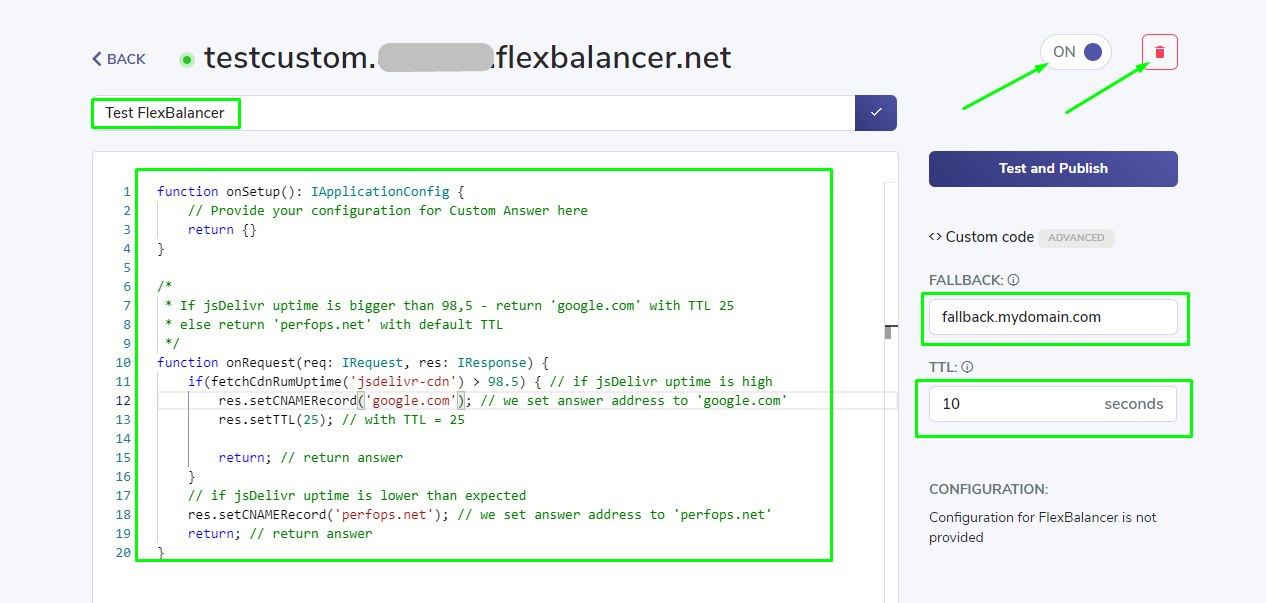 BACK
testcustom. .flexbalancer.net
ON
Test FlexBalancer
Test and Publish
1 function onSetup(): IApplicationConfig {
2 // Provide your configuration for Custom Answer here
3 return {}
4 }
5
6 /*
7 * If jsDelivr uptime is bigger than 98,5 - return 'google.com' with TTL 25
8 * else return 'perfops.net' with default TTL
9 */
10 function onRequest(req: IRequest, res: IResponse) {
11 if(fetchCdnRumUptime('jsdelivr-cdn') > 98.5) { // if jsDelivr uptime is high
12 res.setCNAMERecord('google.com'); // we set answer address to 'google.com'
13 res.setTTL(25); // with TTL = 25
14
15 return; // return answer
16 }
17 // if jsDelivr uptime is lower than expected
18 res.setCNAMERecord('perfops.net'); // we set answer address to 'perfops.net'
19 return; // return answer
20 }
<> Custom code ADVANCED
FALLBACK:
fallback.mydomain.com
TTL:
10 seconds
CONFIGURATION:
Configuration for FlexBalancer is not
provided